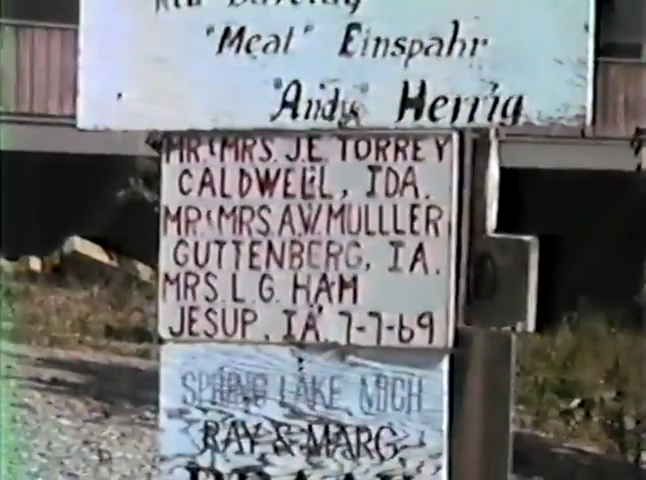 "Meat" Einspahr
"Andy" Herrig
MR & MRS. J.E. TORREY
CALDWELL, IDA.
MR & MRS A.W. MULLLER
GUTTENBERG, IA.
MRS. L.G. HAM
JESUP, IA. 7-7-69
SPRING LAKE, MICH
RAY & MARG